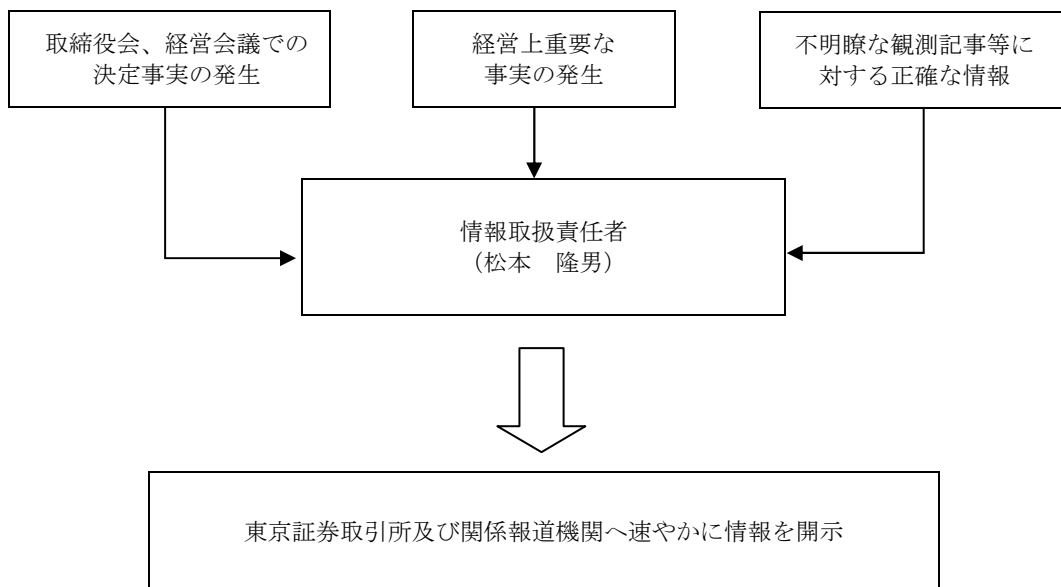 取締役会、経営会議での
決定事実の発生
経営上重要な
事実の発生
不明瞭な観測記事等に
対する正確な情報
情報取扱責任者
（松本　隆男）
東京証券取引所及び関係報道機関へ速やかに情報を開示